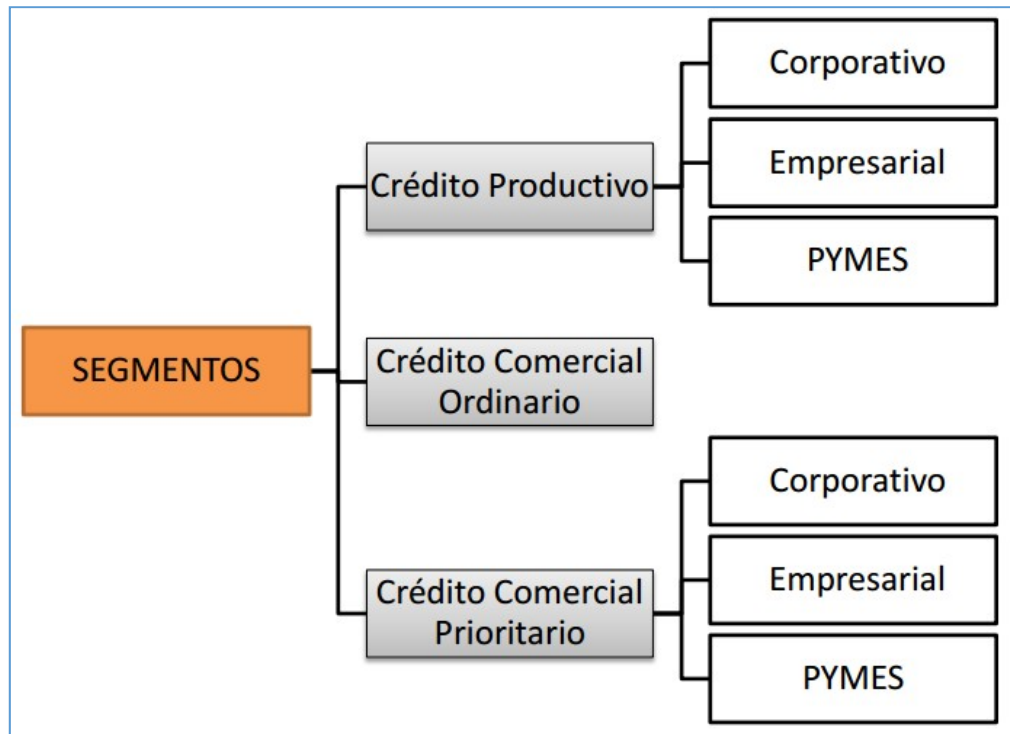 SEGMENTOS
Crédito Productivo
Corporativo
Empresarial
PYMES
Crédito Comercial
Ordinario
Crédito Comercial
Prioritario
Corporativo
Empresarial
PYMES